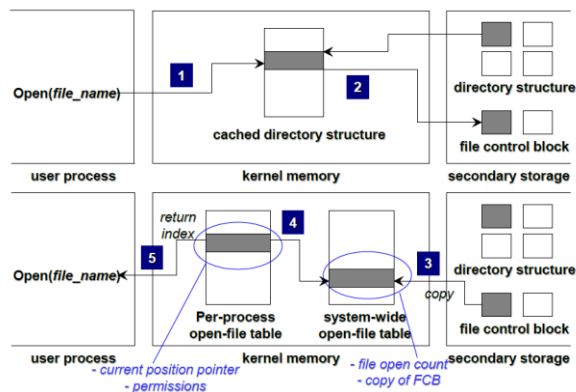 1
2
Open(file_name)
directory structure
cached directory structure
file control block
user process
kernel memory
secondary storage
return
index
4
5
3
Open(file_name)
copy
directory structure
Per-process
open-file table
system-wide
open-file table
file control block
user process
kernel memory
secondary storage
- current position pointer
- permissions
- file open count
- copy of FCB